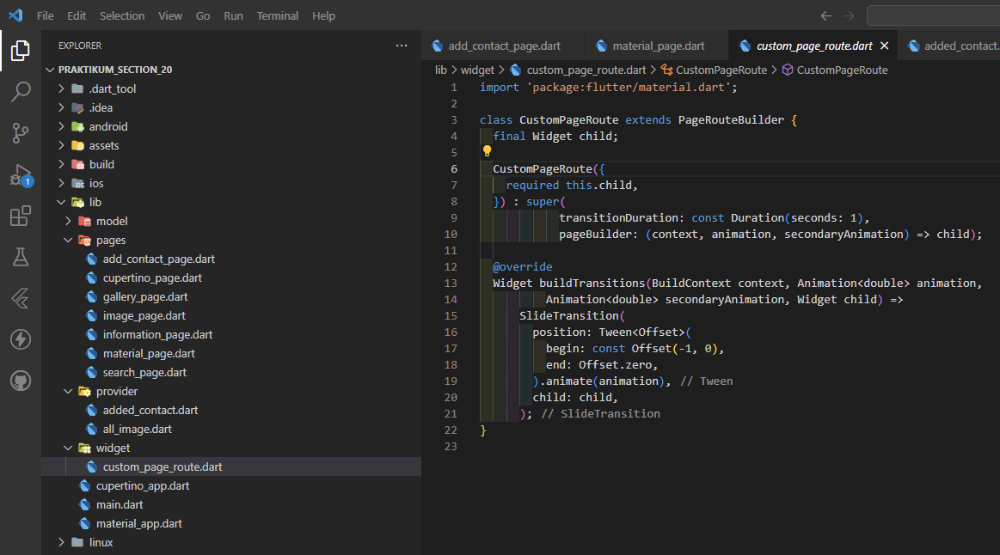 File Edit Selection View Go Run Terminal Help
EXPLORER
PRAKTIKUM_SECTION_20
.dart_tool
.idea
android
assets
build
ios
lib
model
pages
add_contact_page.dart
cupertino_page.dart
gallery_page.dart
image_page.dart
information_page.dart
material_page.dart
search_page.dart
provider
added_contact.dart
all_image.dart
widget
custom_page_route.dart
cupertino_app.dart
main.dart
material_app.dart
linux
1
add_contact_page.dart material_page.dart custom_page_route.dart added_contact.
lib > widget > custom_page_route.dart > CustomPageRoute > CustomPageRoute
1 import 'package:flutter/material.dart';
2
3 class CustomPageRoute extends PageRouteBuilder {
4 final Widget child;
5
6 CustomPageRoute({
7 required this.child,
8 }) : super(
9 transitionDuration: const Duration(seconds: 1),
10 pageBuilder: (context, animation, secondaryAnimation) => child);
11
12 @override
13 Widget buildTransitions(BuildContext context, Animation<double> animation,
14 Animation<double> secondaryAnimation, Widget child) =>
15 SlideTransition(
16 position: Tween<Offset>(
17 begin: const Offset(-1, 0),
18 end: Offset.zero,
19 ).animate(animation), // Tween
20 child: child,
21 ); // SlideTransition
22 }
23